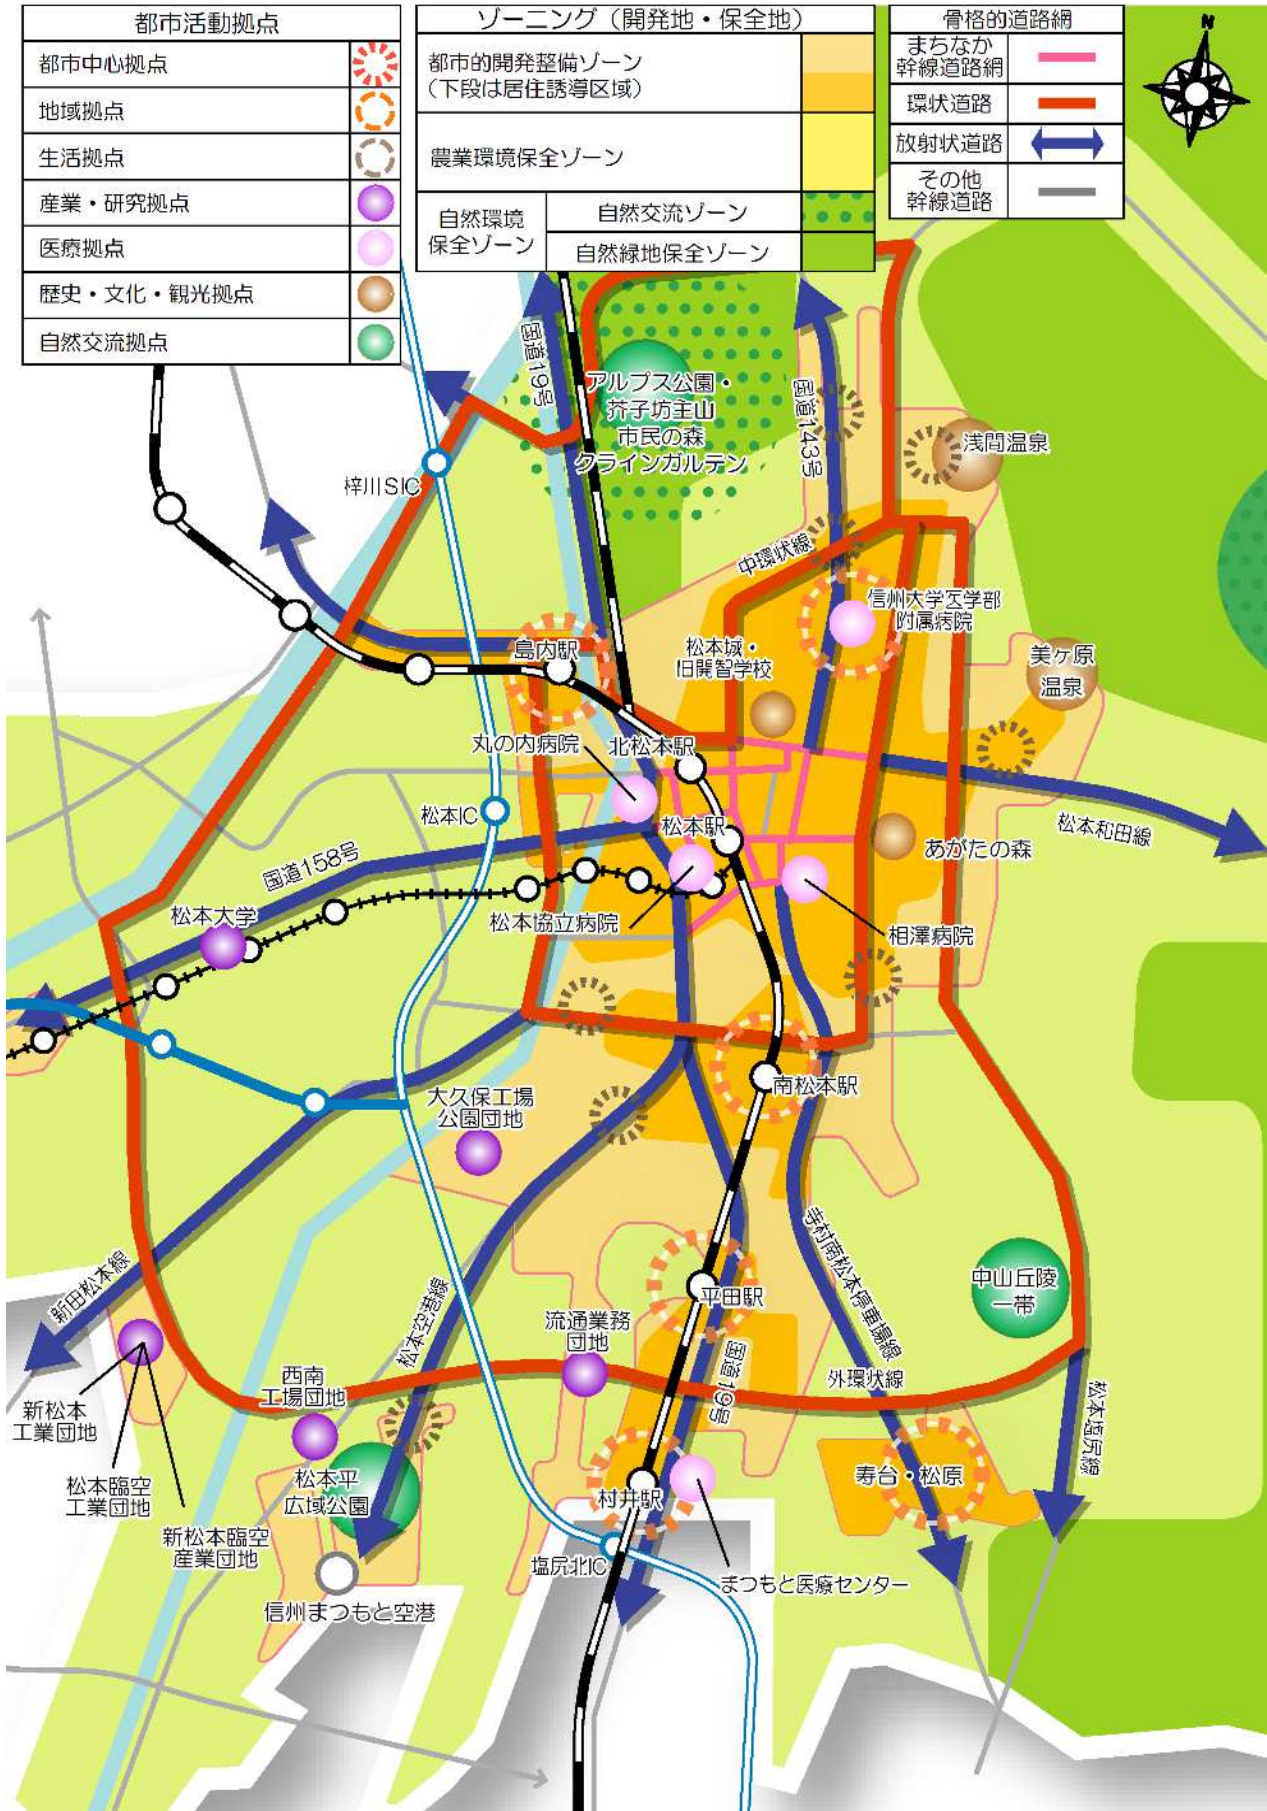 都市活動拠点
都市中心拠点
地域拠点
生活拠点
産業・研究拠点
医療拠点
歴史・文化・観光拠点
自然交流拠点
ゾーニング（開発地・保全地）
都市的開発整備ゾーン
（下段は居住誘導区域）
農業環境保全ゾーン
自然環境
保全ゾーン
自然交流ゾーン
自然緑地保全ゾーン
骨格的道路網
まちなか
幹線道路網
環状道路
放射状道路
その他
幹線道路
N
国道19号
アルプス公園・
芥子坊主山
市民の森
クラインガルテン
国道143号
浅間温泉
梓川SIC
中環状線
信州大学医学部
附属病院
島内駅
松本城・
旧開智学校
美ヶ原
温泉
丸の内病院
北松本駅
松本IC
松本駅
松本和田線
あがたの森
国道158号
松本大学
松本協立病院
相澤病院
大久保工場
公園団地
南松本駅
新田松本線
松本空港線
平田駅
寺村南松本停車場線
中山丘陵
一帯
流通業務
団地
国道19号
外環状線
松本塩尻線
西南
工場団地
新松本
工業団地
松本臨空
工業団地
新松本臨空
産業団地
松本平
広域公園
村井駅
寿台・松原
塩尻北IC
まつもと医療センター
信州まつもと空港